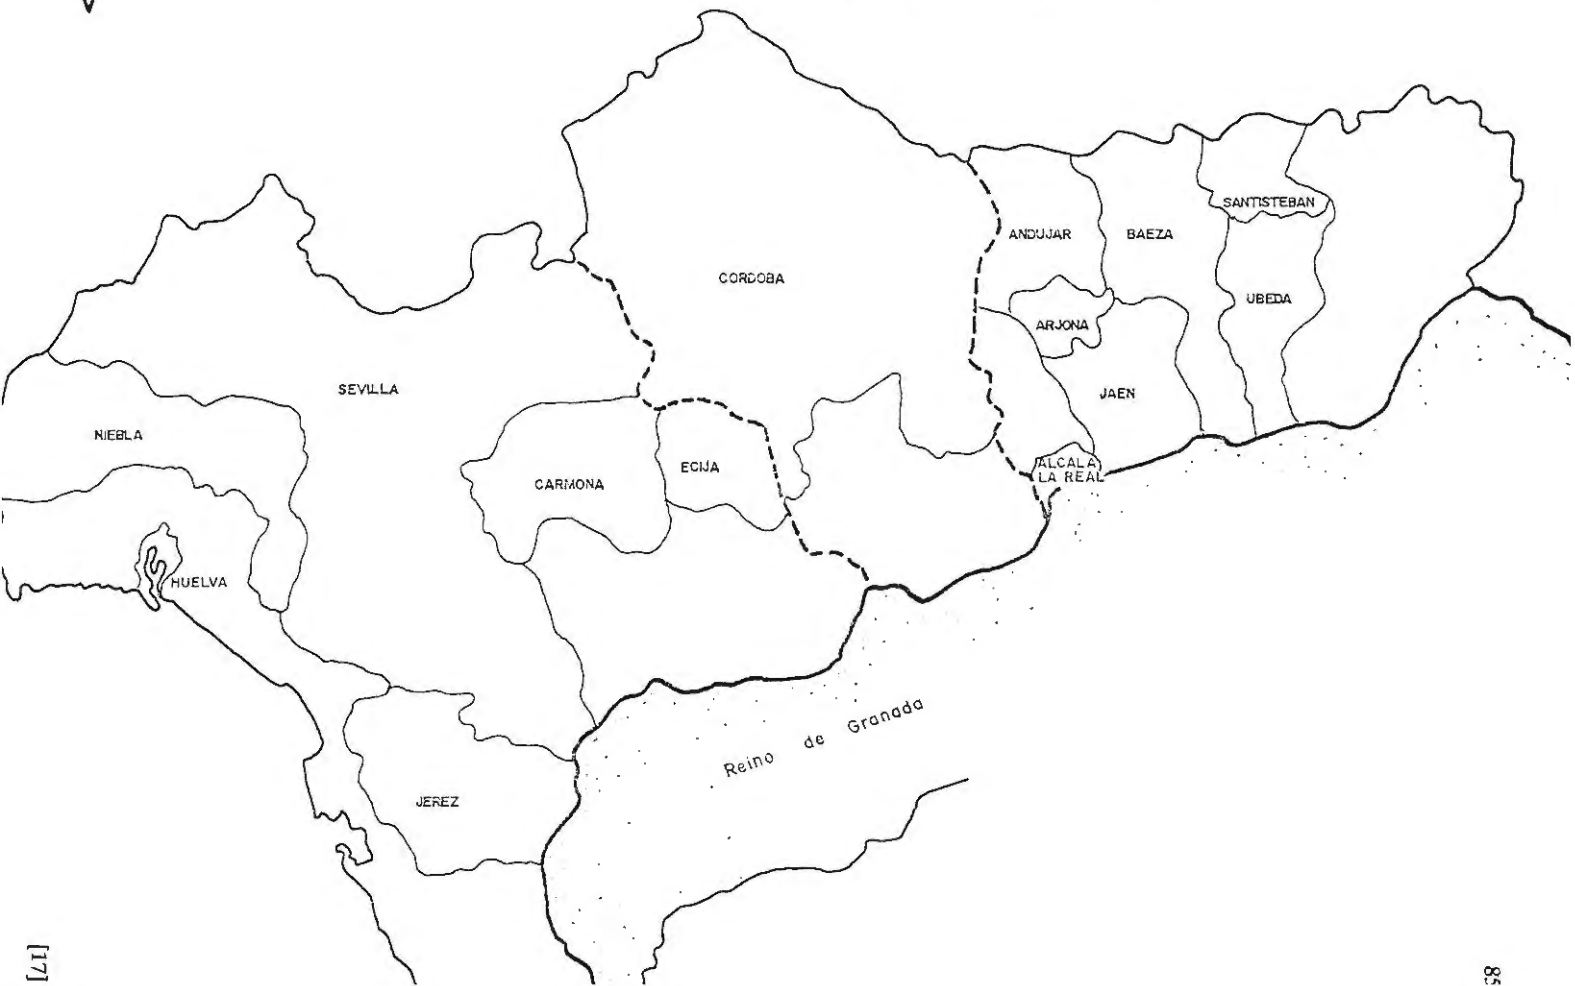 SANTISTEBAN
ANDUJAR
BAEZA
CORDOBA
UBEDA
ARJONA
SEVILLA
JAEN
NIEBLA
ECIJA
CARMONA
ALCALA
LA REAL
HUELVA
Reino de Granada
JEREZ
[17]
85